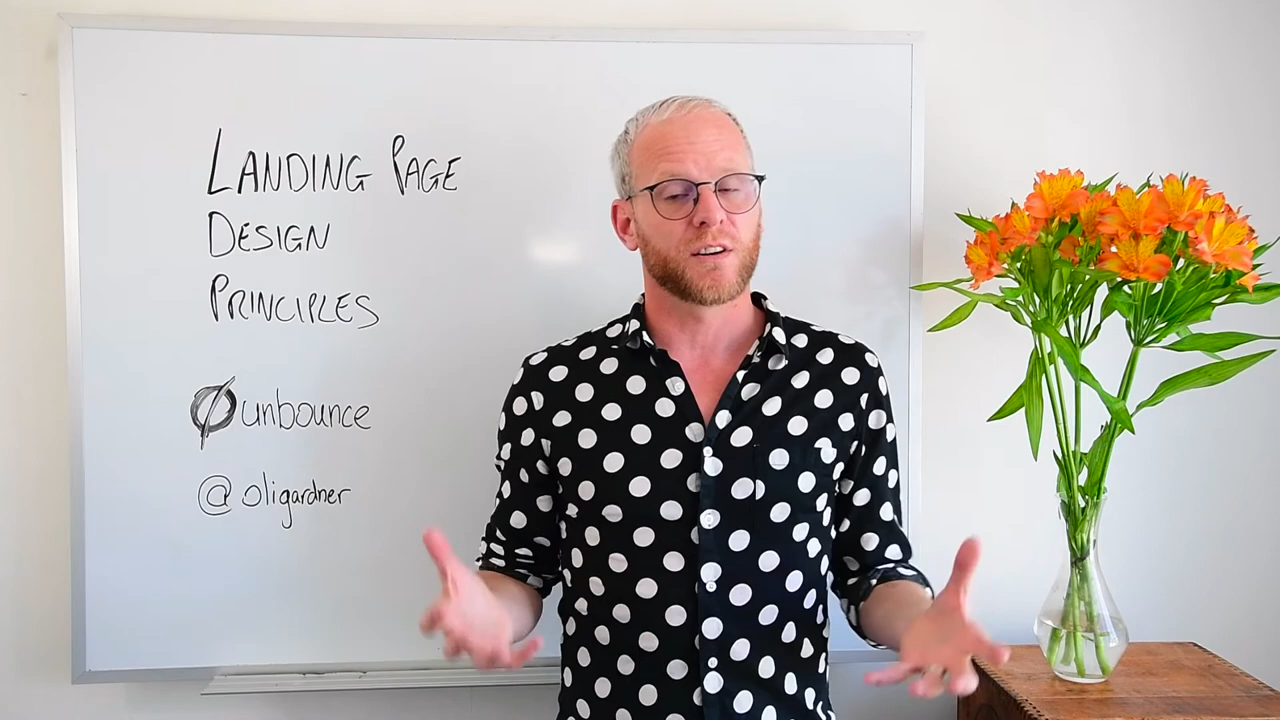 LANDING PAGE
DESIGN
PRINCIPLES
unbounce
@oligardner